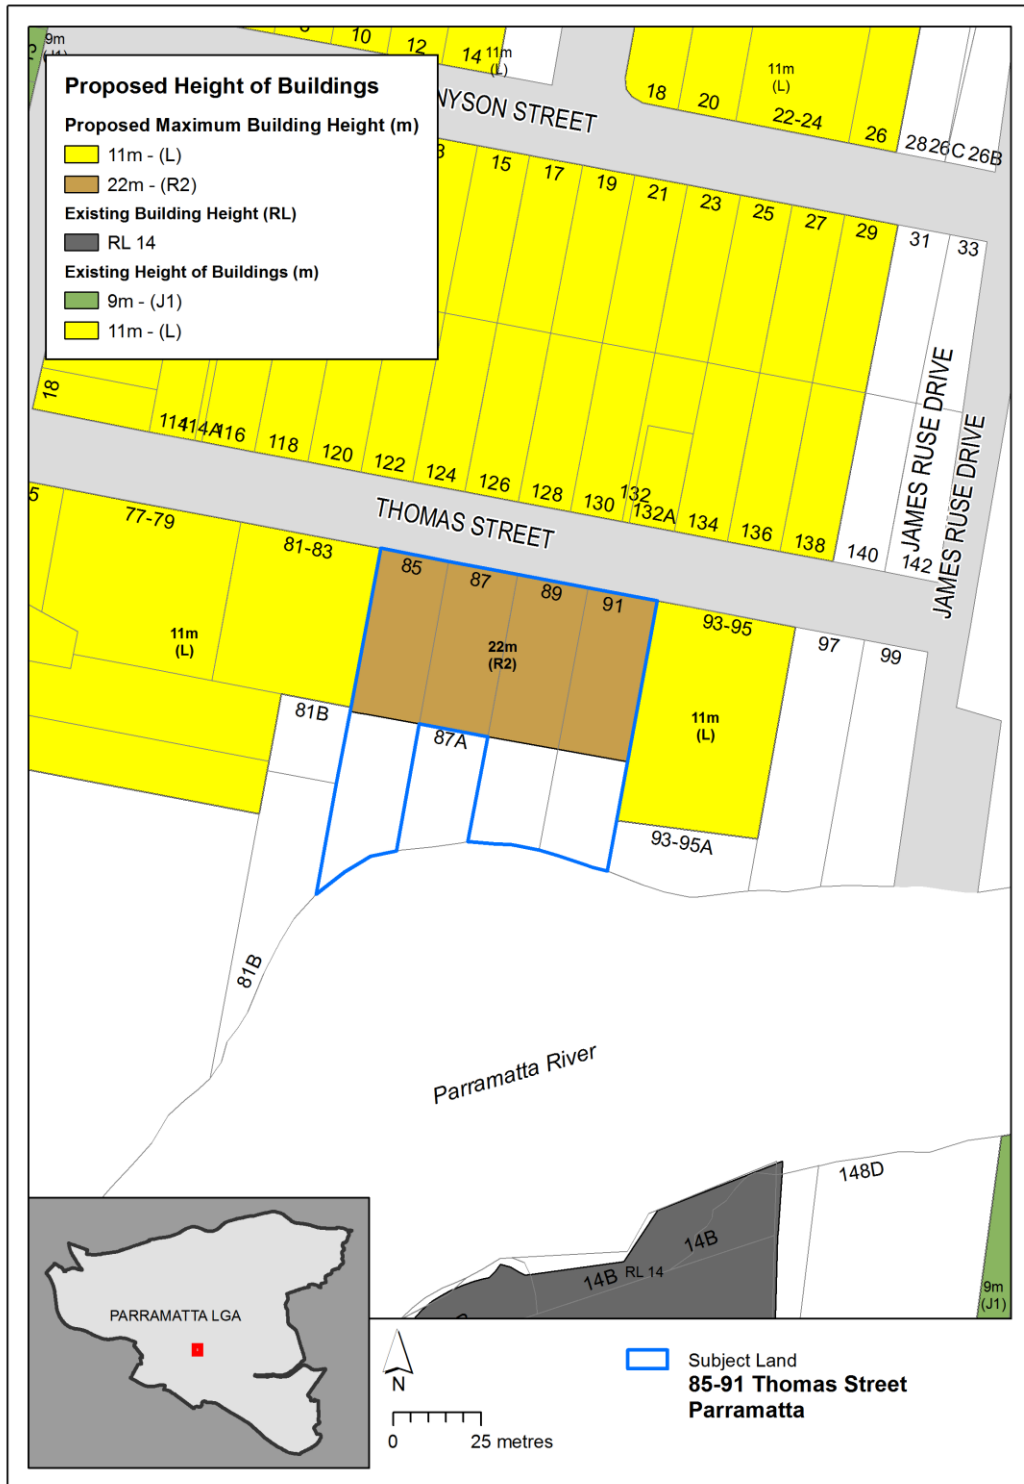 9m
10
12
14
11m
(L)
18
20
11m
(L)
22-24
26
28
26C
26B
Proposed Height of Buildings
Proposed Maximum Building Height (m)
11m - (L)
22m - (R2)
Existing Building Height (RL)
RL 14
Existing Height of Buildings (m)
9m - (J1)
11m - (L)
NYSON STREET
15
17
19
21
23
25
27
29
31
33
JAMES RUSE DRIVE
JAMES RUSE DRIVE
18
114
114A
116
118
120
122
124
126
128
130
132
132A
134
136
138
140
142
THOMAS STREET
77-79
81-83
85
87
89
91
93-95
97
99
11m
(L)
22m
(R2)
11m
(L)
81B
87A
93-95A
81B
Parramatta River
148D
14B
14B
RL 14
9m
(J1)
PARRAMATTA LGA
N
0
25 metres
Subject Land
85-91 Thomas Street
Parramatta